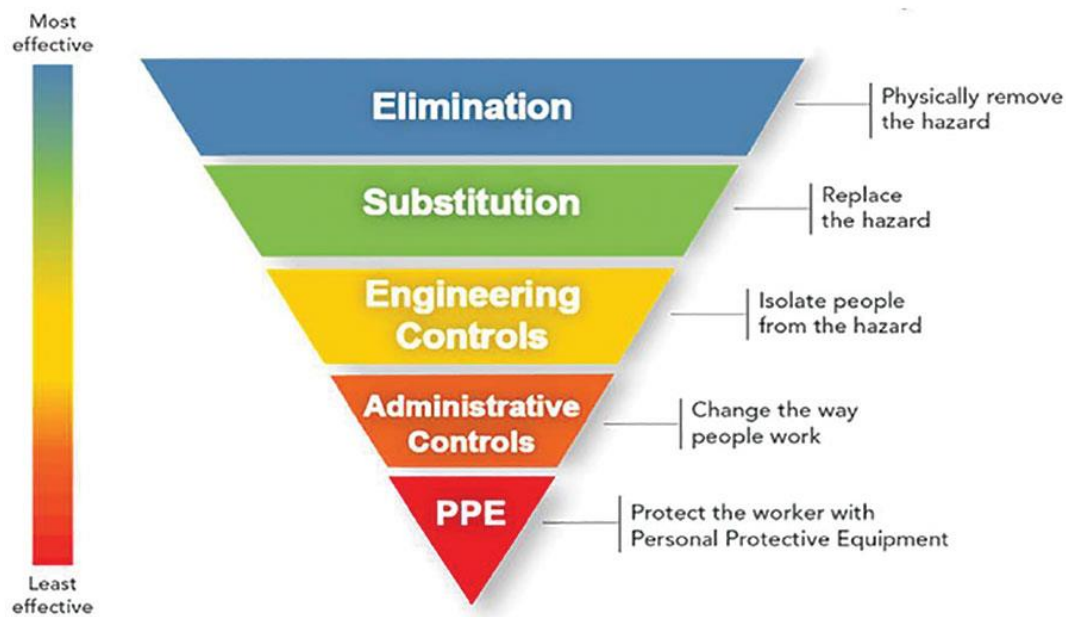 Most
effective
Elimination
Physically remove
the hazard
Substitution
Replace
the hazard
Engineering
Controls
Isolate people
from the hazard
Administrative
Controls
Change the way
people work
PPE
Protect the worker with
Personal Protective Equipment
Least
effective